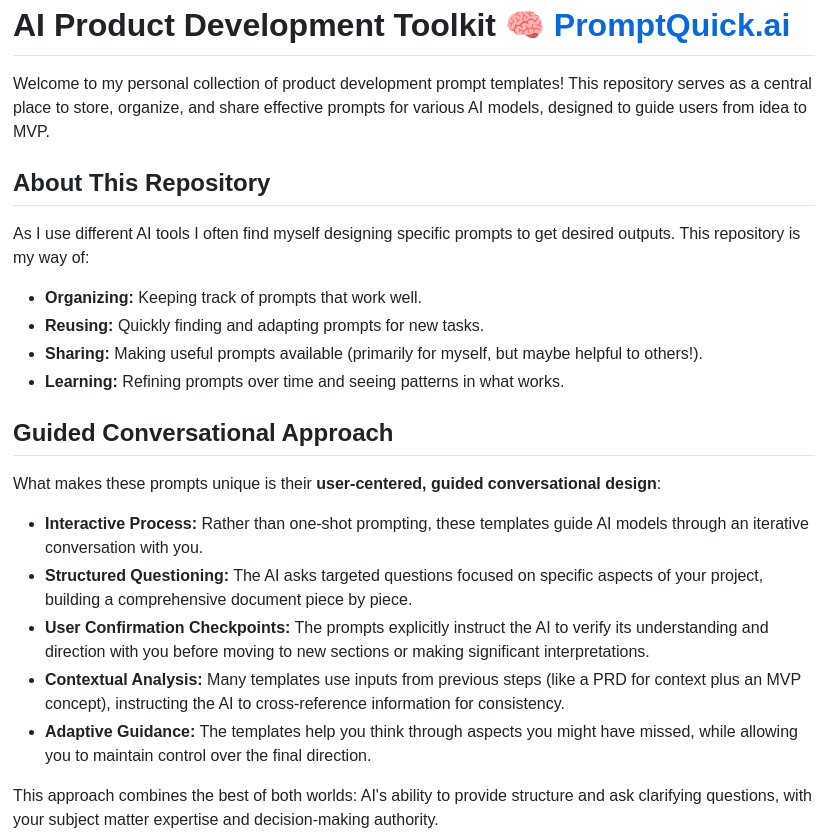 AI Product Development Toolkit 🧠 PromptQuick.ai
Welcome to my personal collection of product development prompt templates! This repository serves as a central
place to store, organize, and share effective prompts for various AI models, designed to guide users from idea to
MVP.
About This Repository
As I use different AI tools I often find myself designing specific prompts to get desired outputs. This repository is
my way of:
• Organizing: Keeping track of prompts that work well.
• Reusing: Quickly finding and adapting prompts for new tasks.
• Sharing: Making useful prompts available (primarily for myself, but maybe helpful to others!).
• Learning: Refining prompts over time and seeing patterns in what works.
Guided Conversational Approach
What makes these prompts unique is their user-centered, guided conversational design:
• Interactive Process: Rather than one-shot prompting, these templates guide AI models through an iterative
conversation with you.
• Structured Questioning: The AI asks targeted questions focused on specific aspects of your project,
building a comprehensive document piece by piece.
• User Confirmation Checkpoints: The prompts explicitly instruct the AI to verify its understanding and
direction with you before moving to new sections or making significant interpretations.
• Contextual Analysis: Many templates use inputs from previous steps (like a PRD for context plus an MVP
concept), instructing the AI to cross-reference information for consistency.
• Adaptive Guidance: The templates help you think through aspects you might have missed, while allowing
you to maintain control over the final direction.
This approach combines the best of both worlds: AI's ability to provide structure and ask clarifying questions, with
your subject matter expertise and decision-making authority.